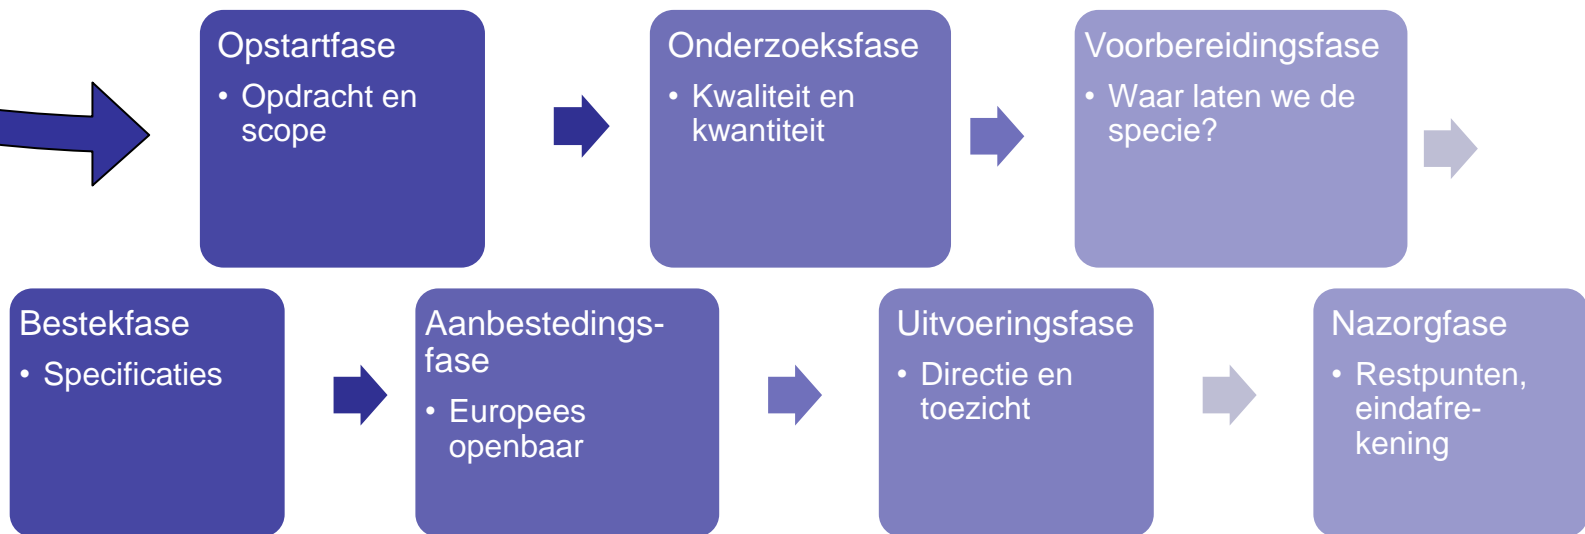 Opstartfase
• Opdracht en
scope
Onderzoeksfase
• Kwaliteit en
kwantiteit
Voorbereidingsfase
• Waar laten we de
specie?
Bestekfase
• Specificaties
Aanbestedings-
fase
• Europees
openbaar
Uitvoeringsfase
• Directie en
toezicht
Nazorgfase
• Restpunten,
eindafre-
kening